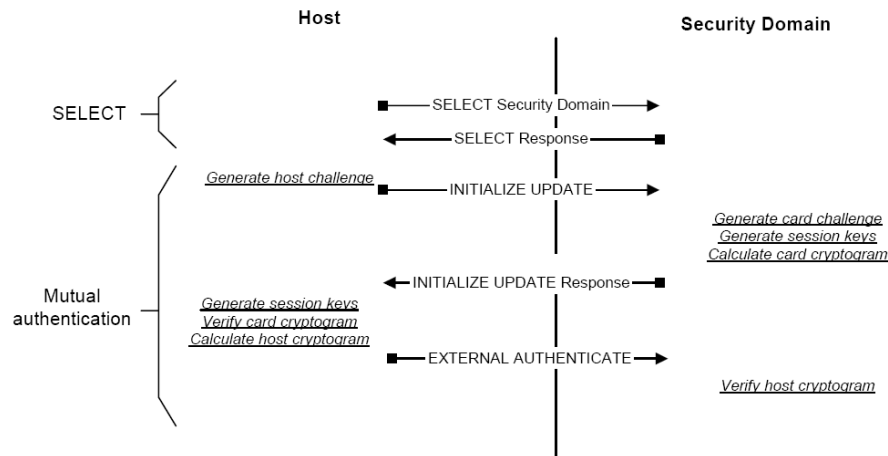 Host
Security Domain
SELECT
SELECT Security Domain
SELECT Response
Generate host challenge
INITIALIZE UPDATE
Generate card challenge
Generate session keys
Calculate card cryptogram
INITIALIZE UPDATE Response
Mutual
authentication
Generate session keys
Verify card cryptogram
Calculate host cryptogram
EXTERNAL AUTHENTICATE
Verify host cryptogram